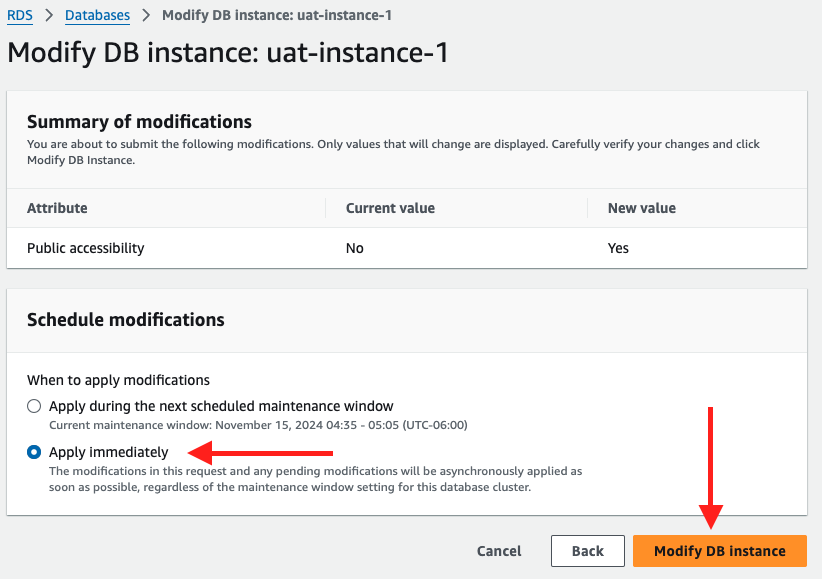 RDS > Databases > Modify DB instance: uat-instance-1
Modify DB instance: uat-instance-1
Summary of modifications
You are about to submit the following modifications. Only values that will change are displayed. Carefully verify your changes and click
Modify DB Instance.
Attribute Current value New value
Public accessibility No Yes
Schedule modifications
When to apply modifications
Apply during the next scheduled maintenance window
Current maintenance window: November 15, 2024 04:35 - 05:05 (UTC-06:00)
Apply immediately
The modifications in this request and any pending modifications will be asynchronously applied as
soon as possible, regardless of the maintenance window setting for this database cluster.
Cancel Back Modify DB instance